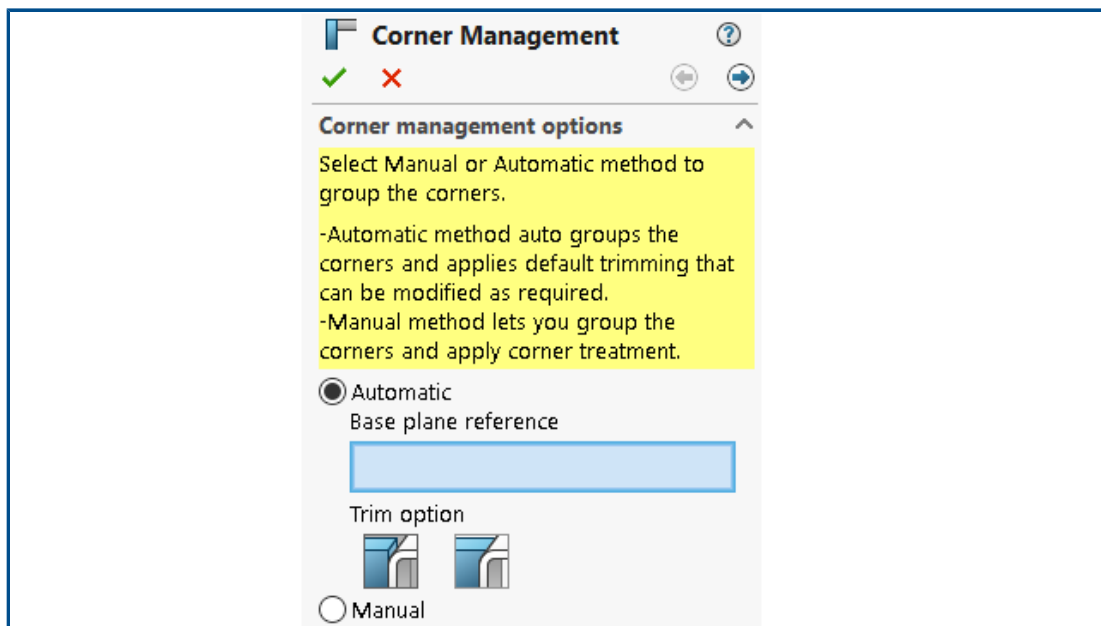 Corner Management
Corner management options
Select Manual or Automatic method to
group the corners.
-Automatic method auto groups the
corners and applies default trimming that
can be modified as required.
-Manual method lets you group the
corners and apply corner treatment.
Automatic
Base plane reference
Trim option
Manual